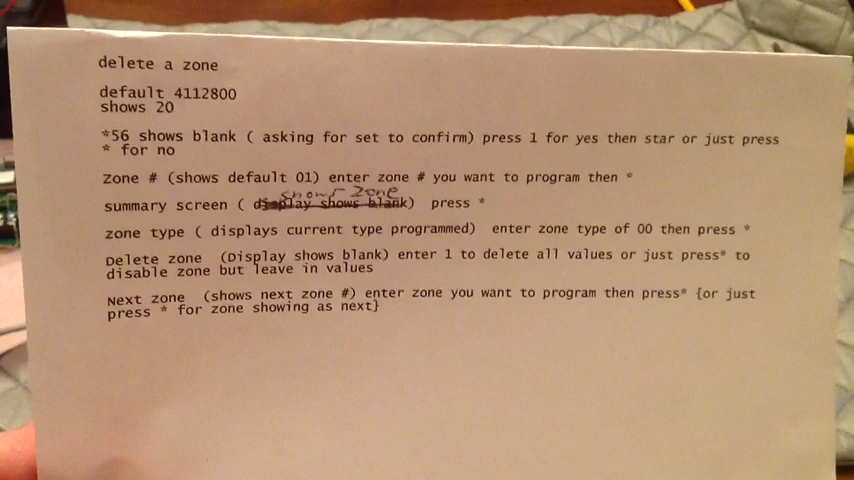 delete a zone
default 4112800
shows 20
*56 shows blank ( asking for set to confirm) press 1 for yes then star or just press
* for no
Zone # (shows default 01) enter zone # you want to program then *
shows zone
summary screen ( display shows blank) press *
zone type ( displays current type programmed) enter zone type of 00 then press *
Delete zone (Display shows blank) enter 1 to delete all values or just press* to
disable zone but leave in values
Next zone (shows next zone #) enter zone you want to program then press* {or just
press * for zone showing as next}